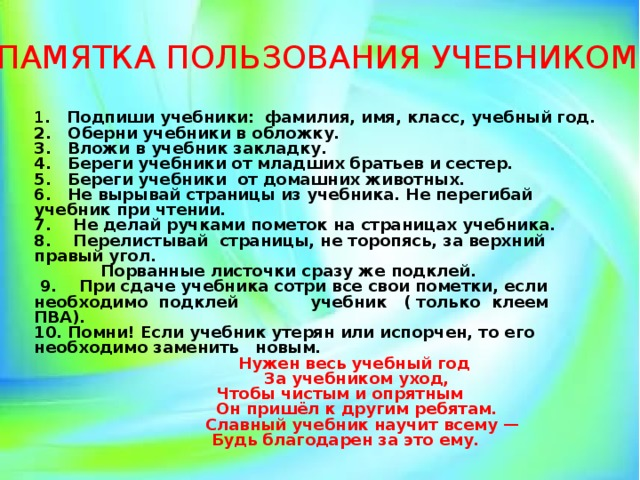 ПАМЯТКА ПОЛЬЗОВАНИЯ УЧЕБНИКОМ
1. Подпиши учебники: фамилия, имя, класс, учебный год.
2. Оберни учебники в обложку.
3. Вложи в учебник закладку.
4. Береги учебники от младших братьев и сестер.
5. Береги учебники от домашних животных.
6. Не вырывай страницы из учебника. Не перегибай
учебник при чтении.
7. Не делай ручками пометок на страницах учебника.
8. Перелистывай страницы, не торопясь, за верхний
правый угол.
Порванные листочки сразу же подклей.
9. При сдаче учебника сотри все свои пометки, если
необходимо подклей учебник ( только клеем
ПВА).
10. Помни! Если учебник утерян или испорчен, то его
необходимо заменить новым.
Нужен весь учебный год
За учебником уход,
Чтобы чистым и опрятным
Он пришёл к другим ребятам.
Славный учебник научит всему —
Будь благодарен за это ему.